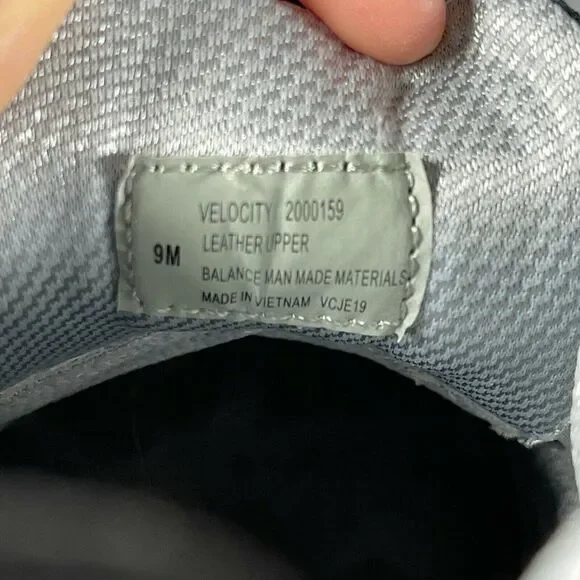 VELOCITY 2000159
LEATHER UPPER
9M
BALANCE MAN MADE MATERIALS
MADE IN VIETNAM VCJE19